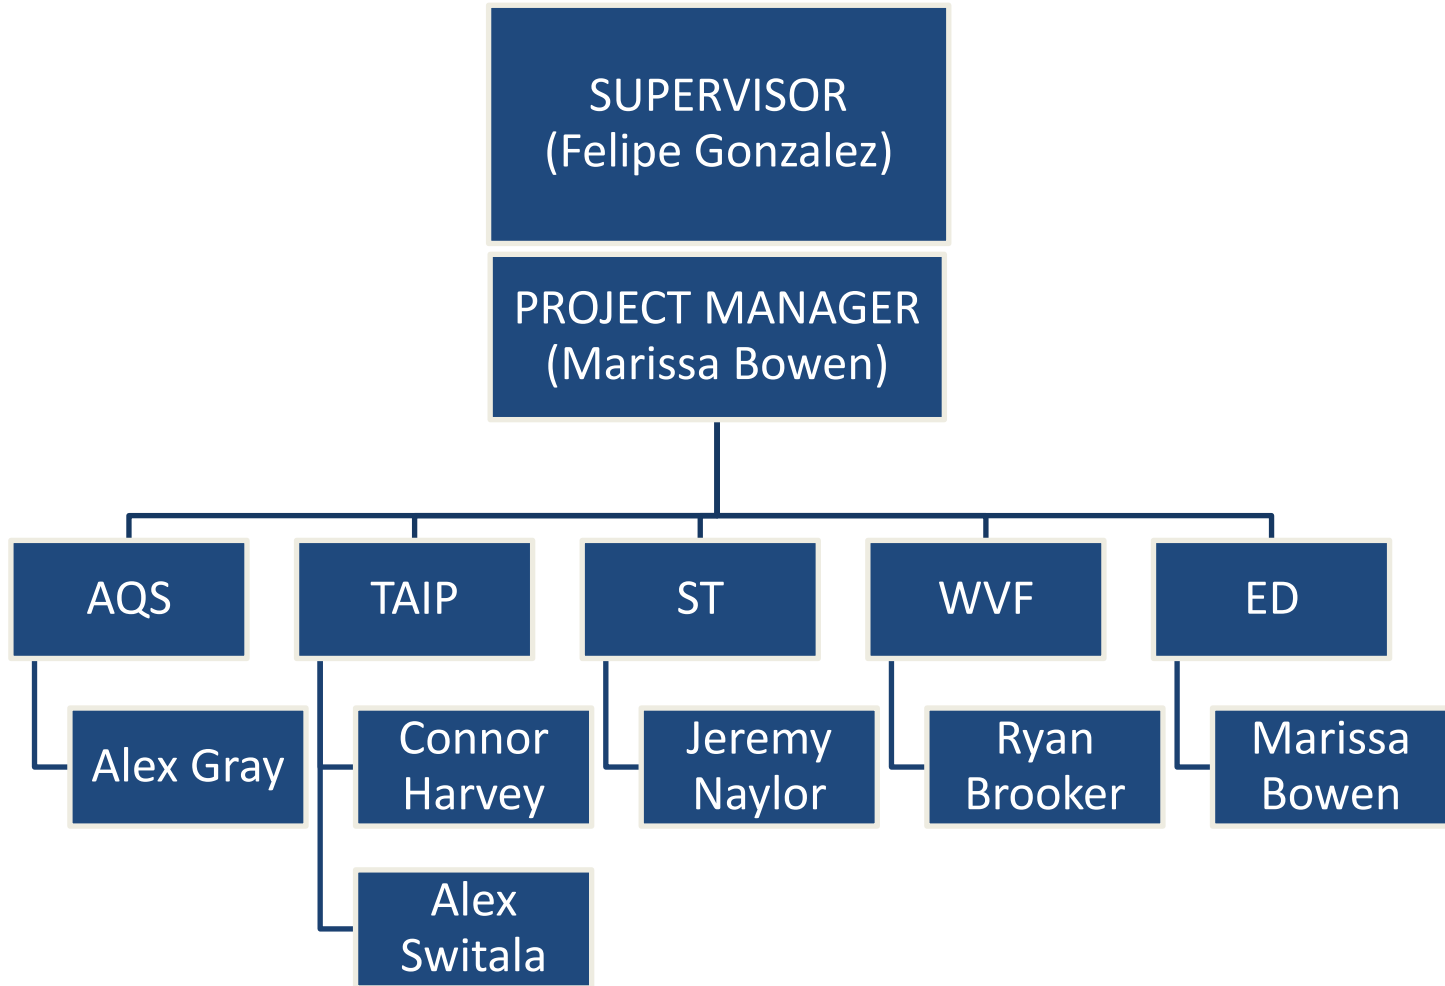 SUPERVISOR
(Felipe Gonzalez)
PROJECT MANAGER
(Marissa Bowen)
AQS
TAIP
ST
WVF
ED
Alex Gray
Connor
Harvey
Jeremy
Naylor
Ryan
Brooker
Marissa
Bowen
Alex
Switala